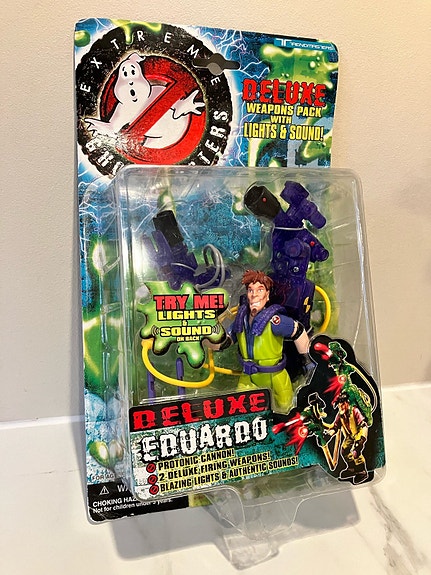 EXTREME
GHOSTBUSTERS
TRENDMASTERS
DELUXE
WEAPONS PACK
WITH
LIGHTS & SOUND!
TRY ME!
LIGHTS
&
SOUND
ON BACK!
DELUXE
EDUARDO
PROTONIC CANNON!
2 DELUXE FIRING WEAPONS!
BLAZING LIGHTS & AUTHENTIC SOUNDS!
CHOKING HAZ
Not for children under 3 years.